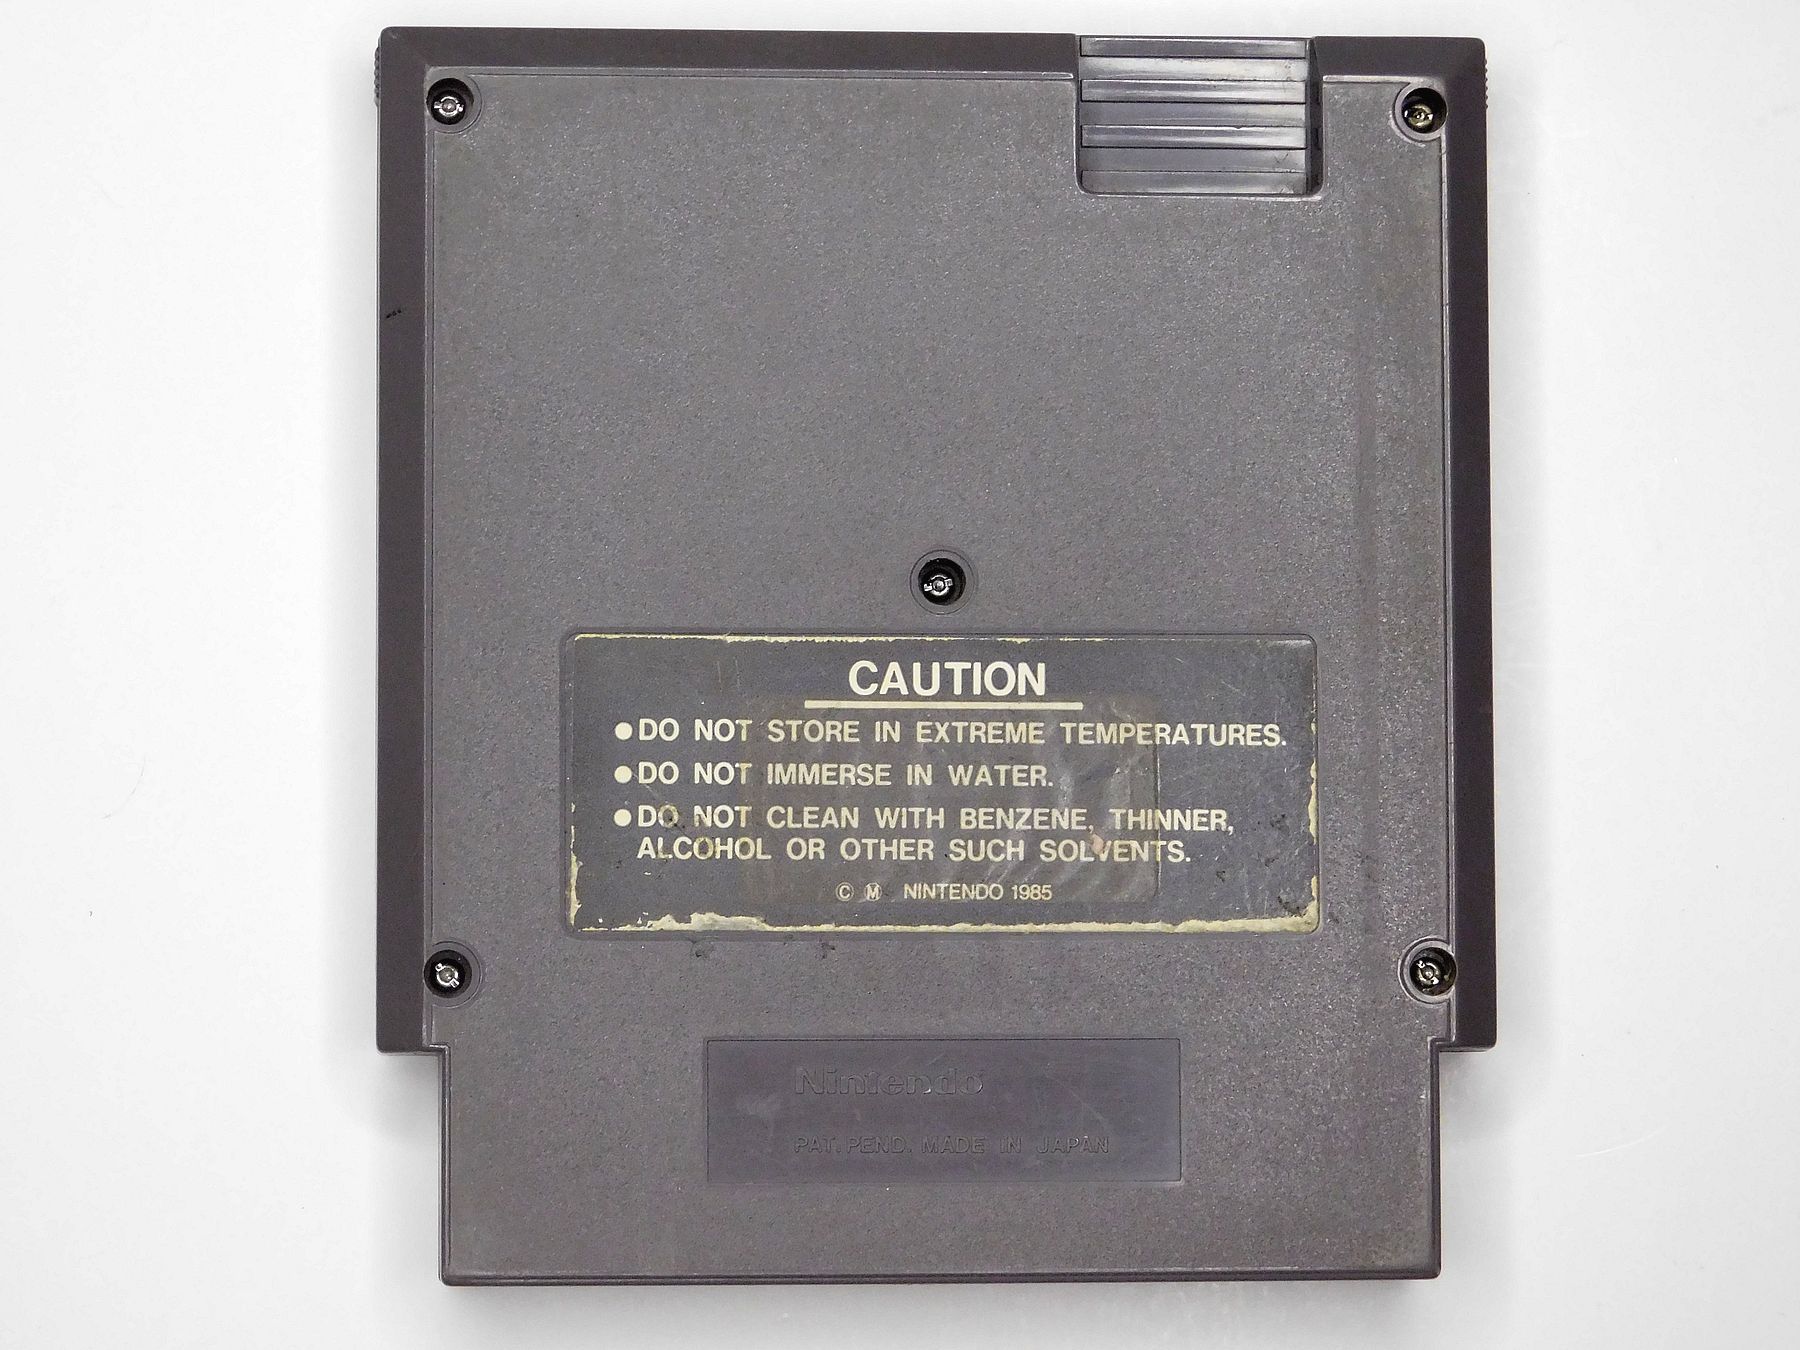 CAUTION
●DO NOT STORE IN EXTREME TEMPERATURES.
●DO NOT IMMERSE IN WATER.
●DO NOT CLEAN WITH BENZENE, THINNER,
ALCOHOL OR OTHER SUCH SOLVENTS.
Ⓒ Ⓜ NINTENDO 1985
Nintendo
PAT. PEND. MADE IN JAPAN